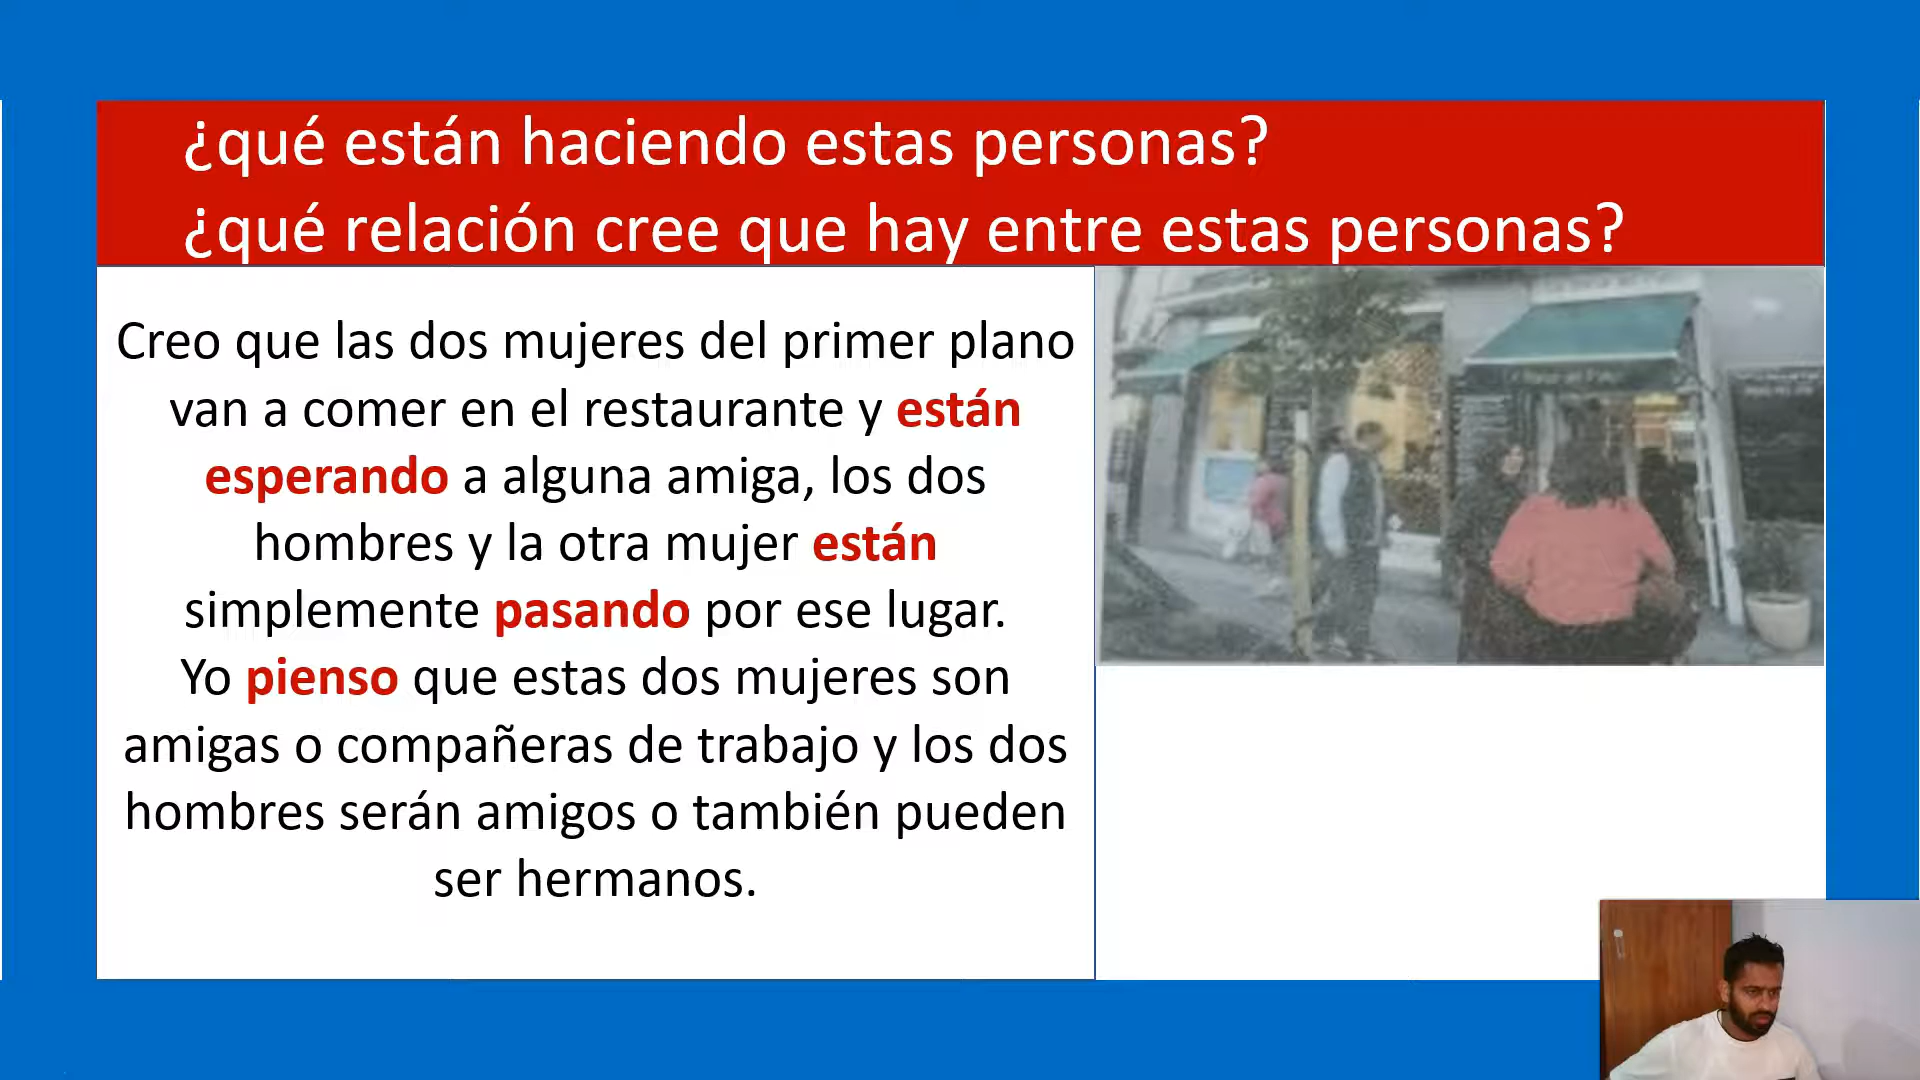 ¿qué están haciendo estas personas?
¿qué relación cree que hay entre estas personas?
Creo que las dos mujeres del primer plano
van a comer en el restaurante y están
esperando a alguna amiga, los dos
hombres y la otra mujer están
simplemente pasando por ese lugar.
Yo pienso que estas dos mujeres son
amigas o compañeras de trabajo y los dos
hombres serán amigos o también pueden
ser hermanos.